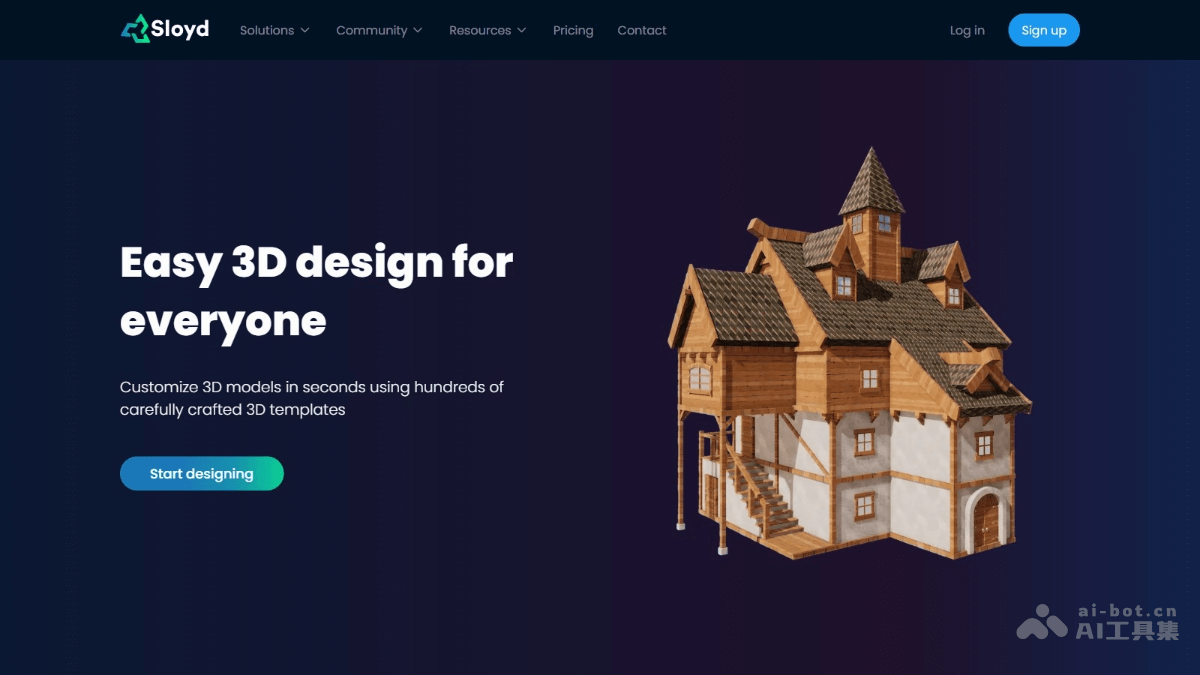 Sloyd
Solutions
Community
Resources
Pricing
Contact
Log in
Sign up
Easy 3D design for
everyone
Customize 3D models in seconds using hundreds of
carefully crafted 3D templates
Start designing
ai-bot.cn
AI工具集